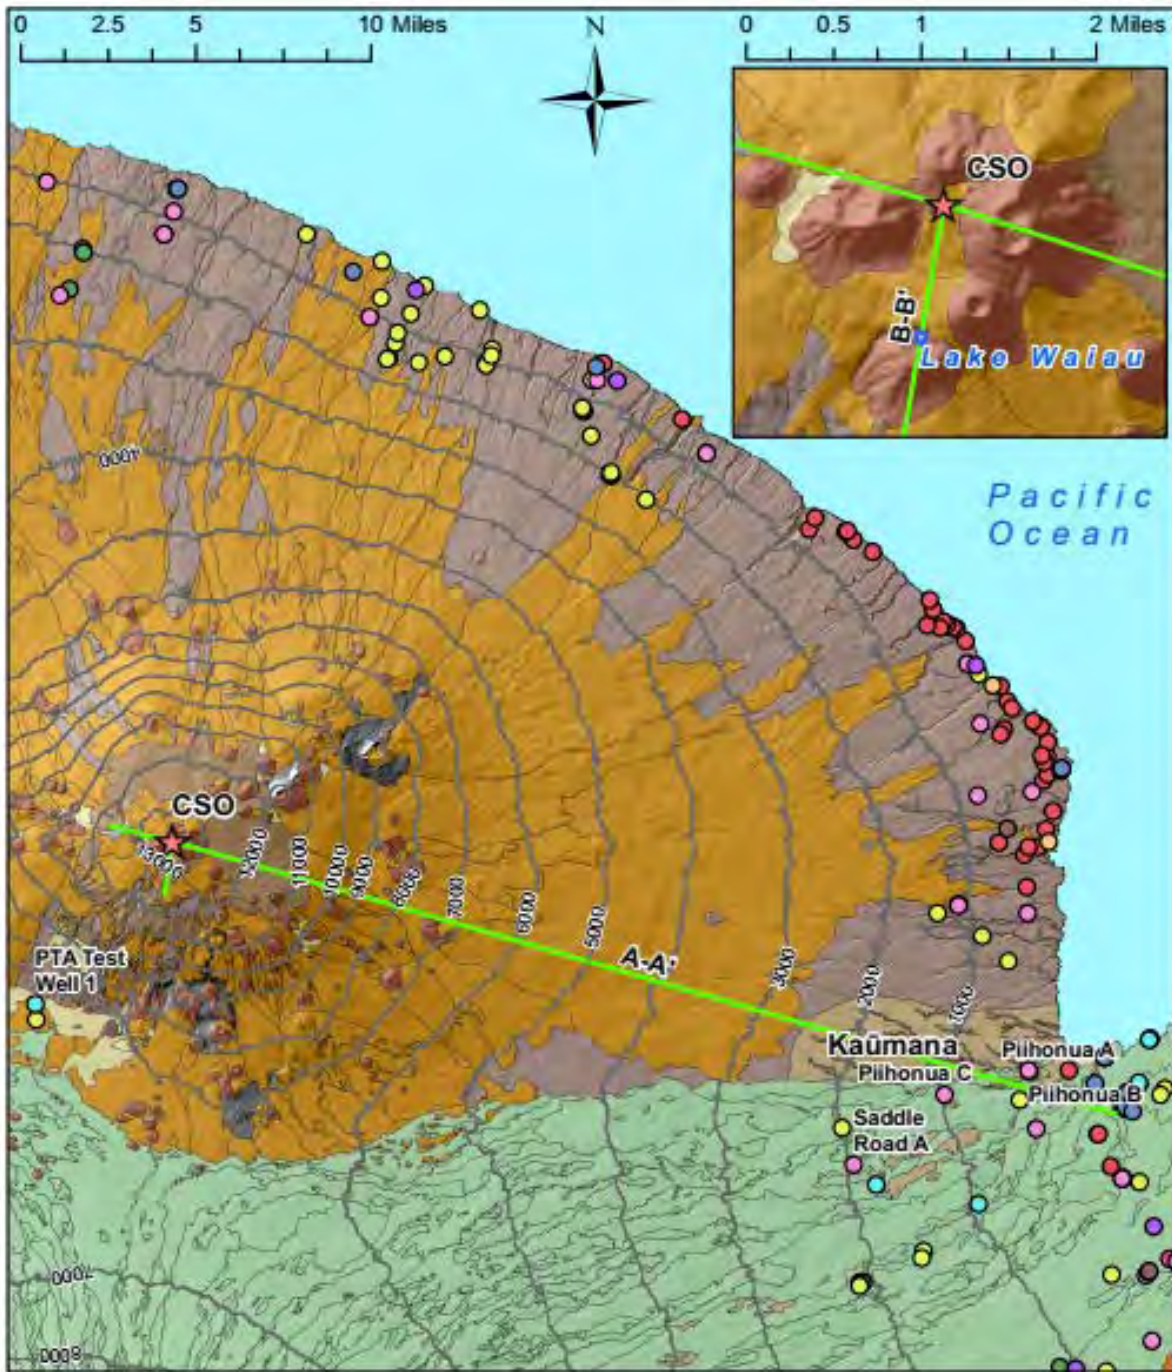 0 2.5 5 10 Miles
N
0 0.5 1 2 Miles
CSO
B-B'
Lake Waiau
4000
Pacific
Ocean
CSO
13000
12000
11000
10000
9000
8000
7000
6000
5000
A-A'
3000
2000
1000
PTA Test
Well 1
Kaūmana
Piihonua A
Piihonua C
Piihonua B
Saddle
Road A
7000
8000